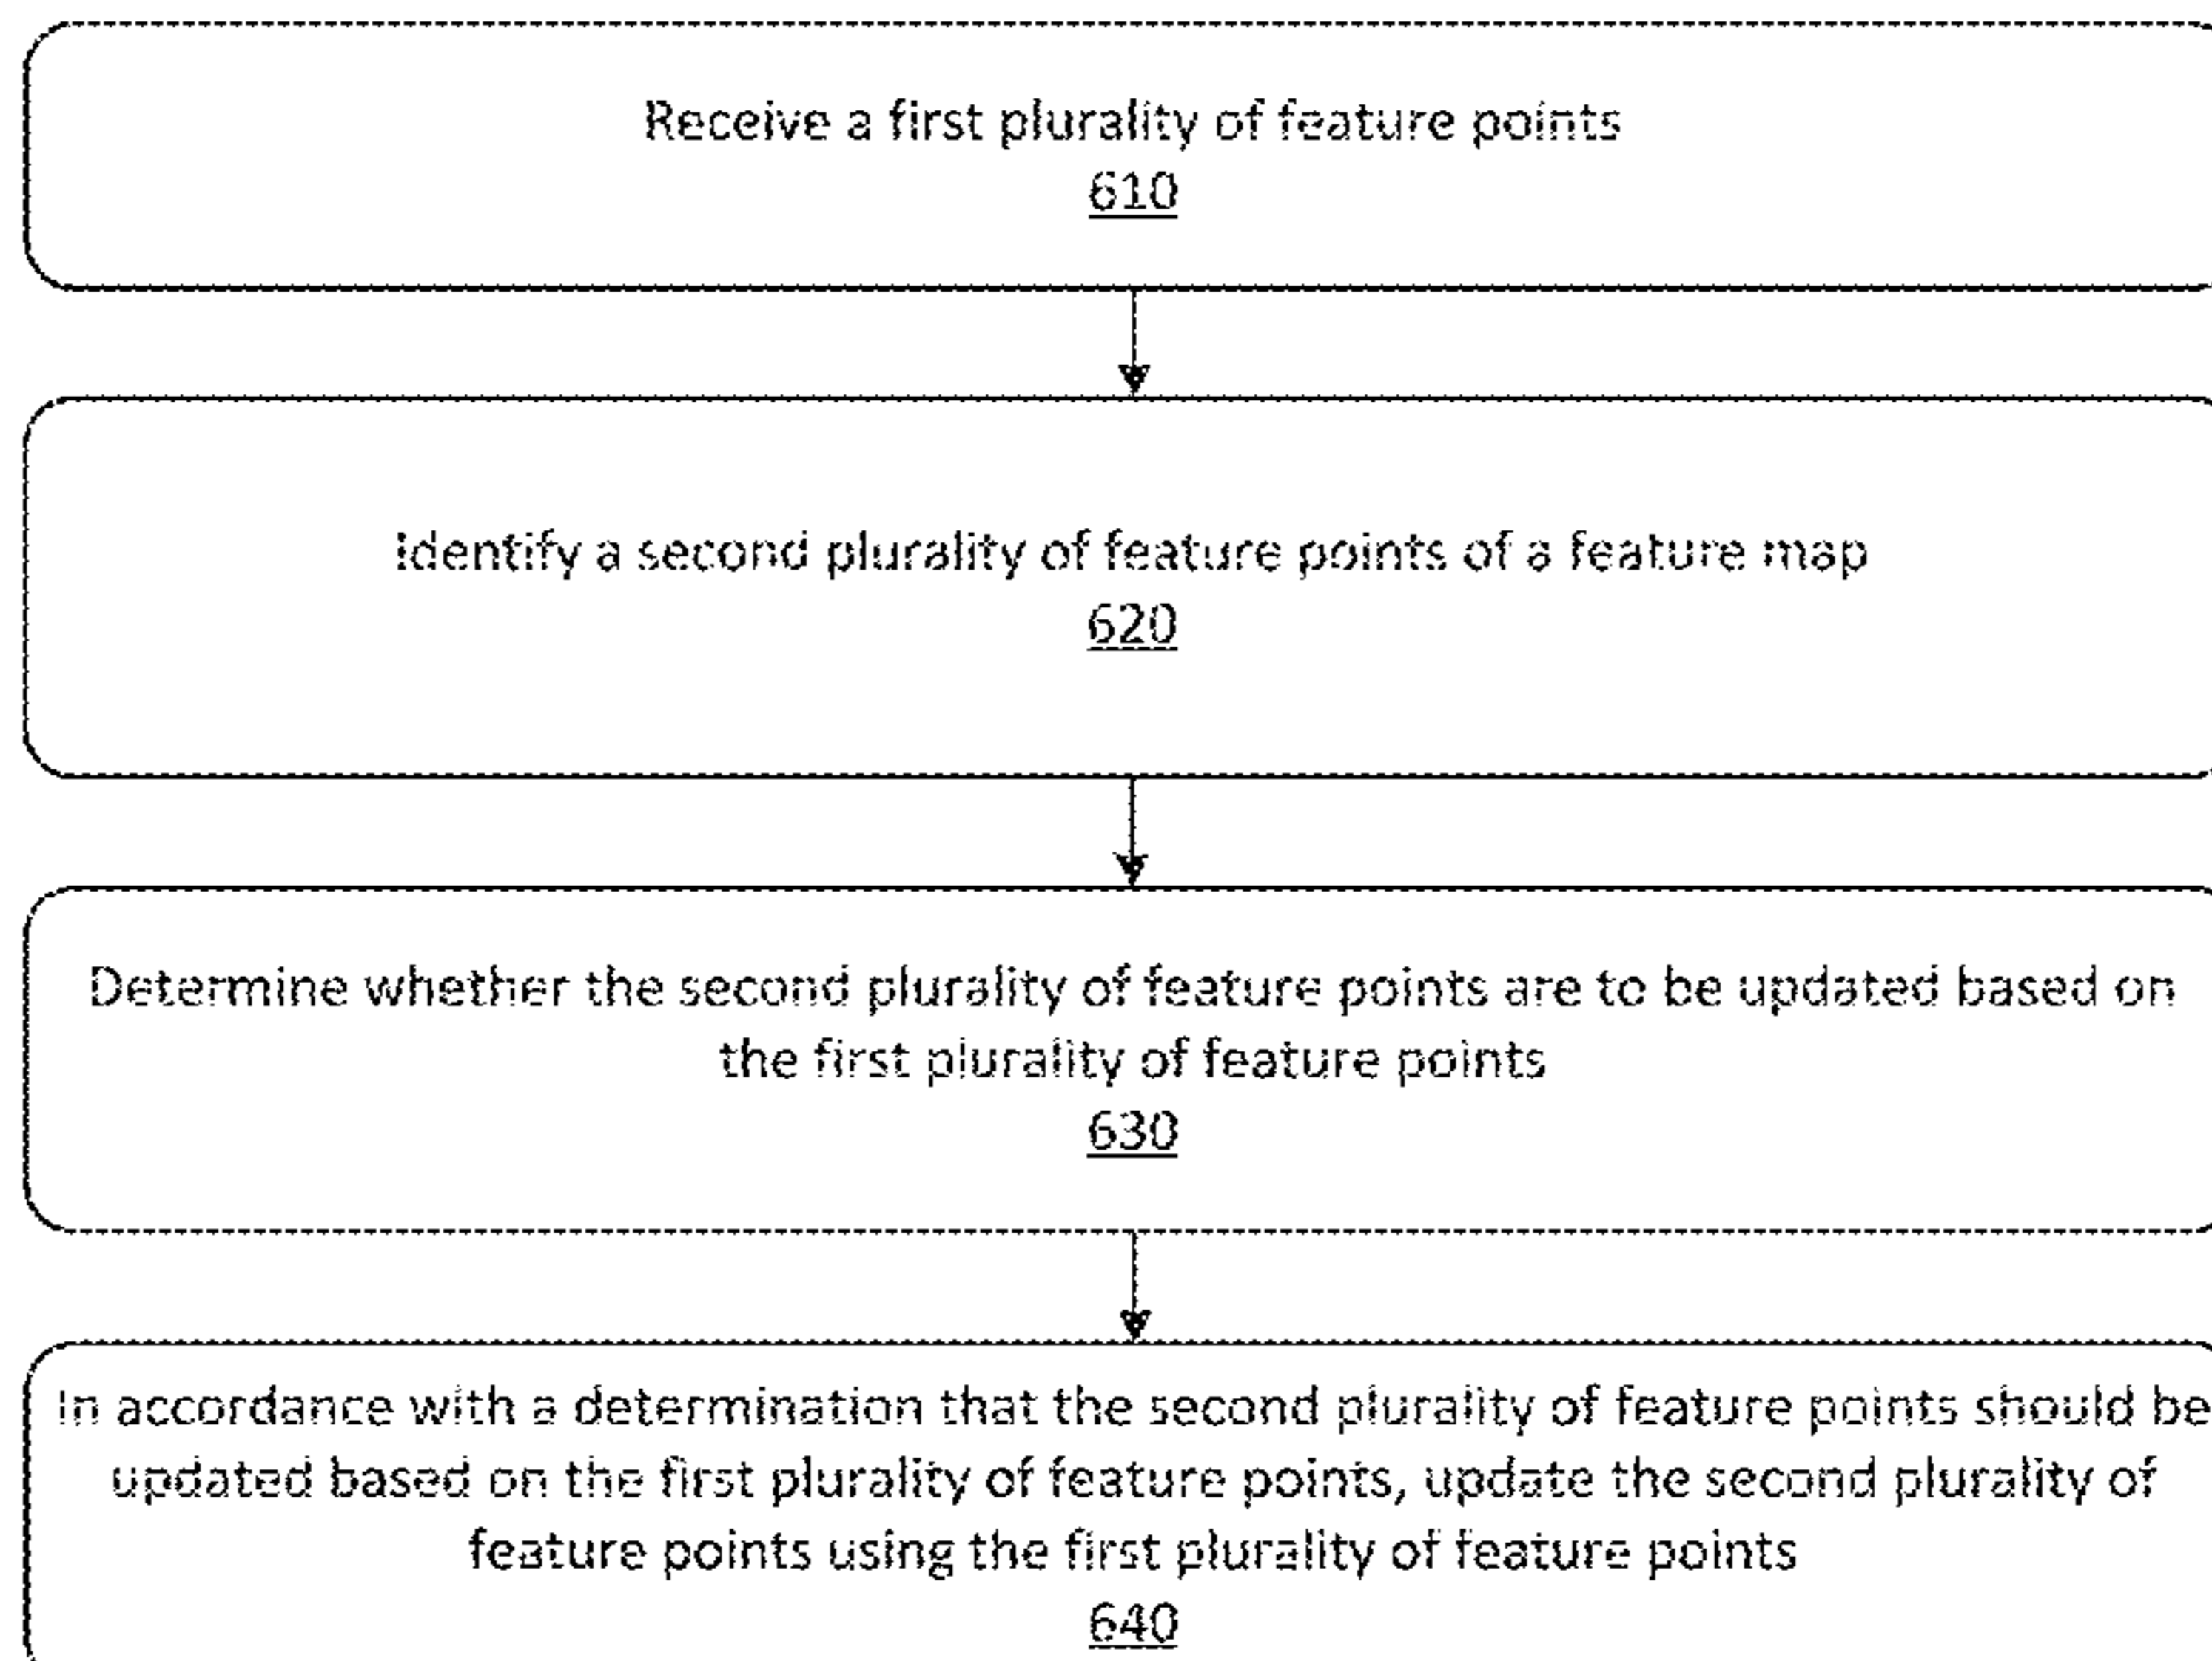 Receive a first plurality of feature points
610
Identify a second plurality of feature points of a feature map
620
Determine whether the second plurality of feature points are to be updated based on
the first plurality of feature points
630
In accordance with a determination that the second plurality of feature points should be
updated based on the first plurality of feature points, update the second plurality of
feature points using the first plurality of feature points
640